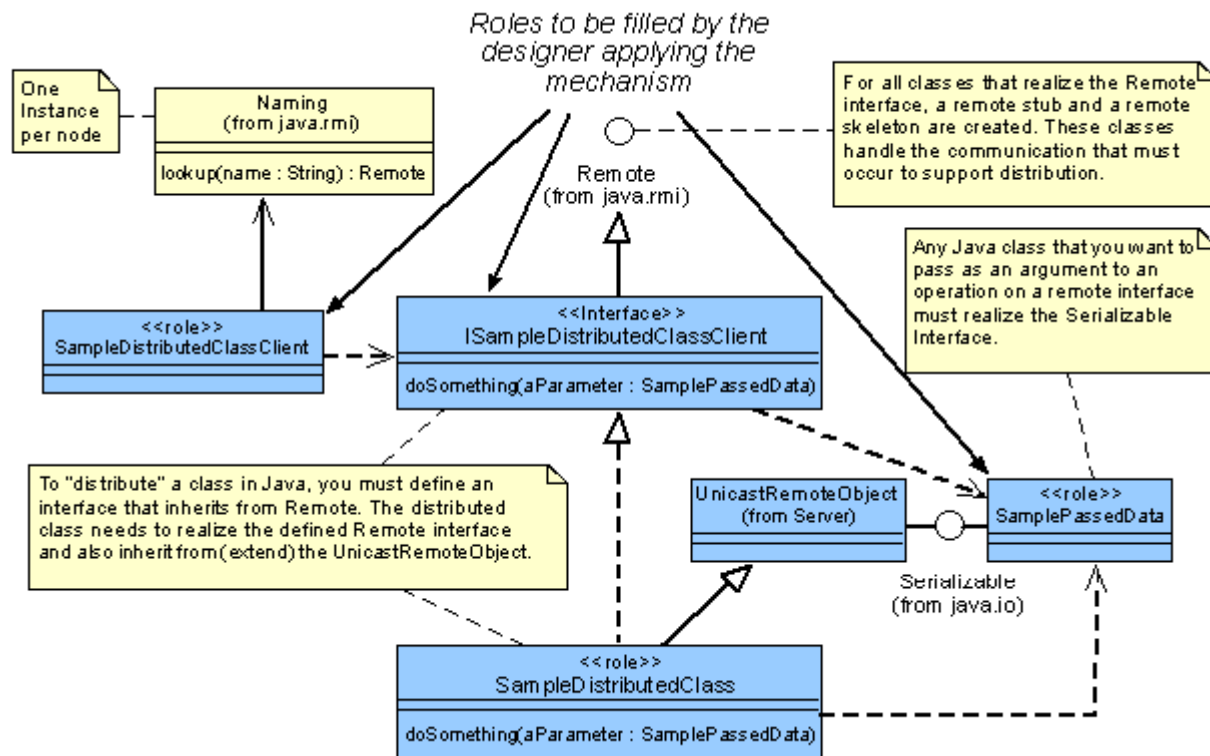 Roles to be filled by the
designer applying the
mechanism
One
Instance
per node
Naming
(from java.rmi)
lookup(name : String) : Remote
Remote
(from java.rmi)
For all classes that realize the Remote
interface, a remote stub and a remote
skeleton are created. These classes
handle the communication that must
occur to support distribution.
Any Java class that you want to
pass as an argument to an
operation on a remote interface
must realize the Serializable
Interface.
<<role>>
SampleDistributedClassClient
<<Interface>>
ISampleDistributedClassClient
doSomething(aParameter : SamplePassedData)
To "distribute" a class in Java, you must define an
interface that inherits from Remote. The distributed
class needs to realize the defined Remote interface
and also inherit from (extend) the UnicastRemoteObject.
UnicastRemoteObject
(from Server)
<<role>>
SamplePassedData
Serializable
(from java.io)
<<role>>
SampleDistributedClass
doSomething(aParameter : SamplePassedData)